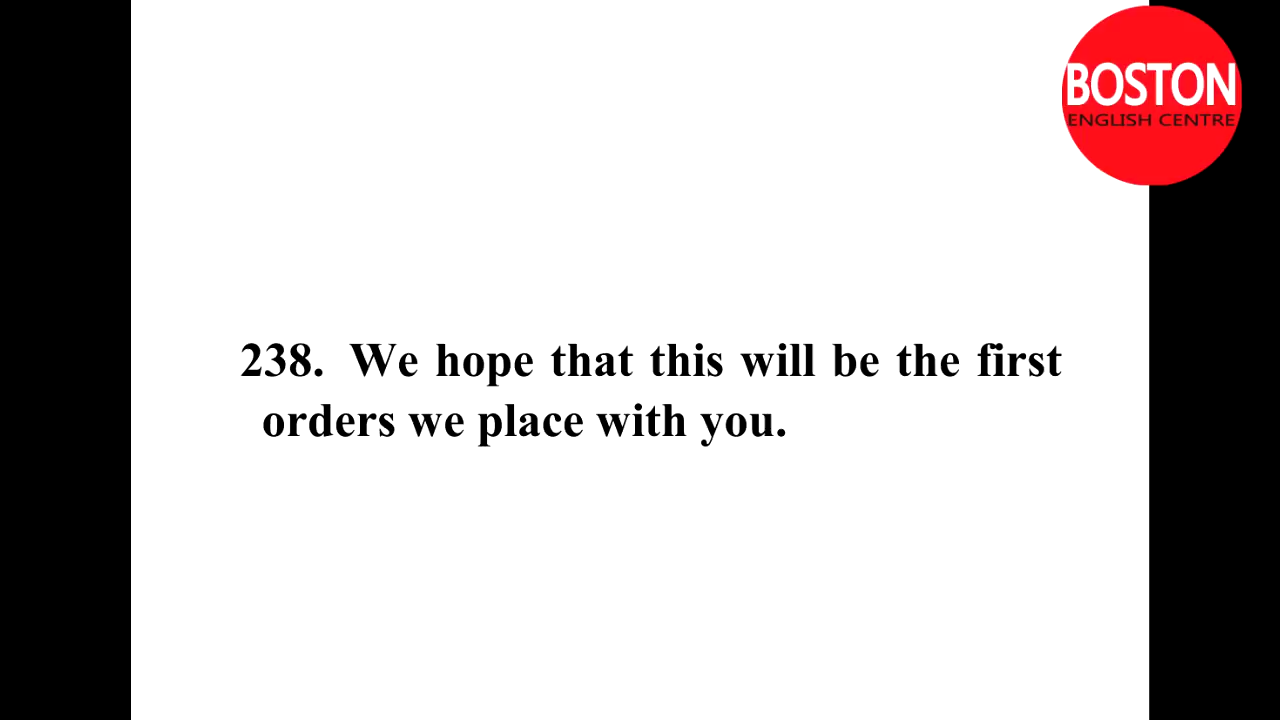 BOSTON
ENGLISH CENTRE
238. We hope that this will be the first
orders we place with you.